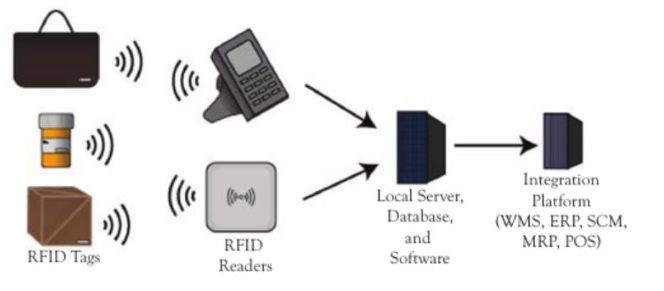 RFID Tags
RFID
Readers
Local Server,
Database,
and
Software
Integration
Platform
(WMS, ERP, SCM,
MRP, POS)